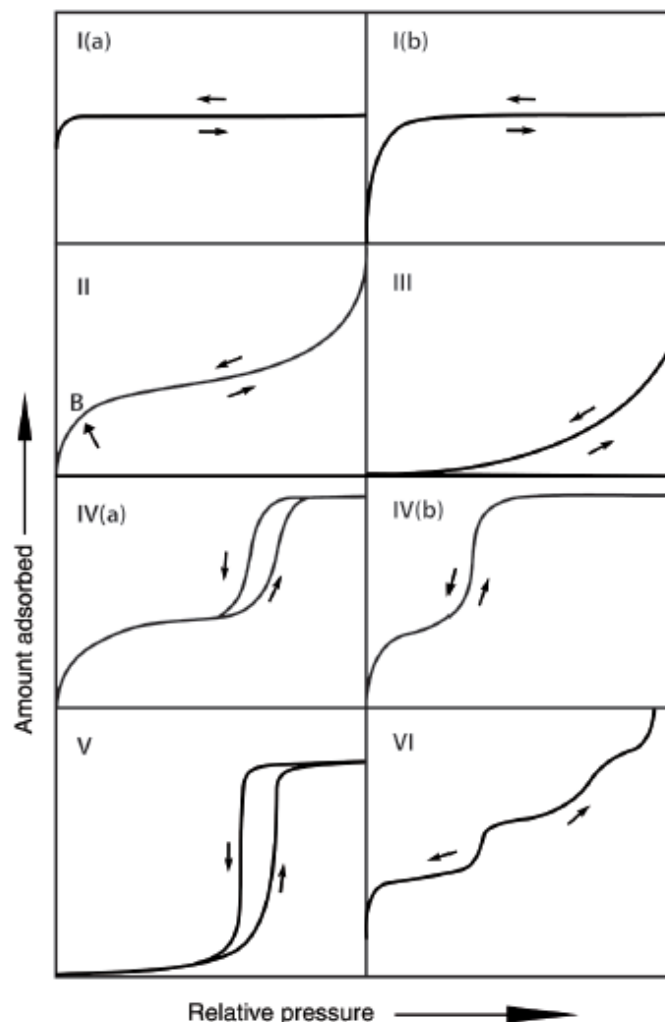 I(a)
I(b)
II
III
B
IV(a)
IV(b)
V
VI
Amount adsorbed
Relative pressure